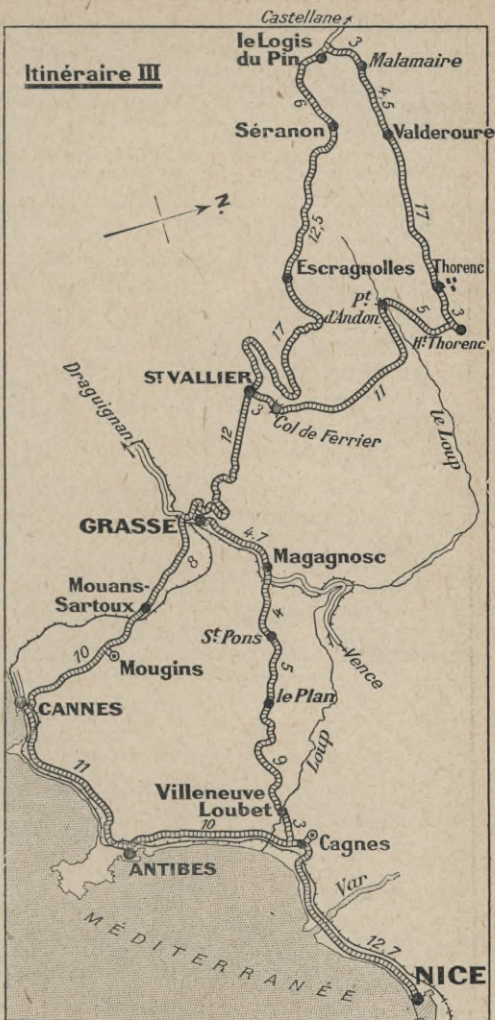 Castellane
Itinéraire III
le Logis
du Pin
3
Malamaire
6
4,5
Séranon
Valderoure
12,5
17
N.
Escragnolles
Thorenc
Pt.
d'Andon
5
3
Ht. Thorenc
17
11
St VALLIER
3
Col de Ferrier
le Loup
Draguignan
12
GRASSE
4,7
Magagnosc
8
Mouans-
Sartoux
4
St Pons
10
Mougins
5
Vence
le Plan
CANNES
Loup
11
9
Villeneuve
Loubet
10
3
Cagnes
ANTIBES
Var
MÉDITERRANÉE
12,7
NICE